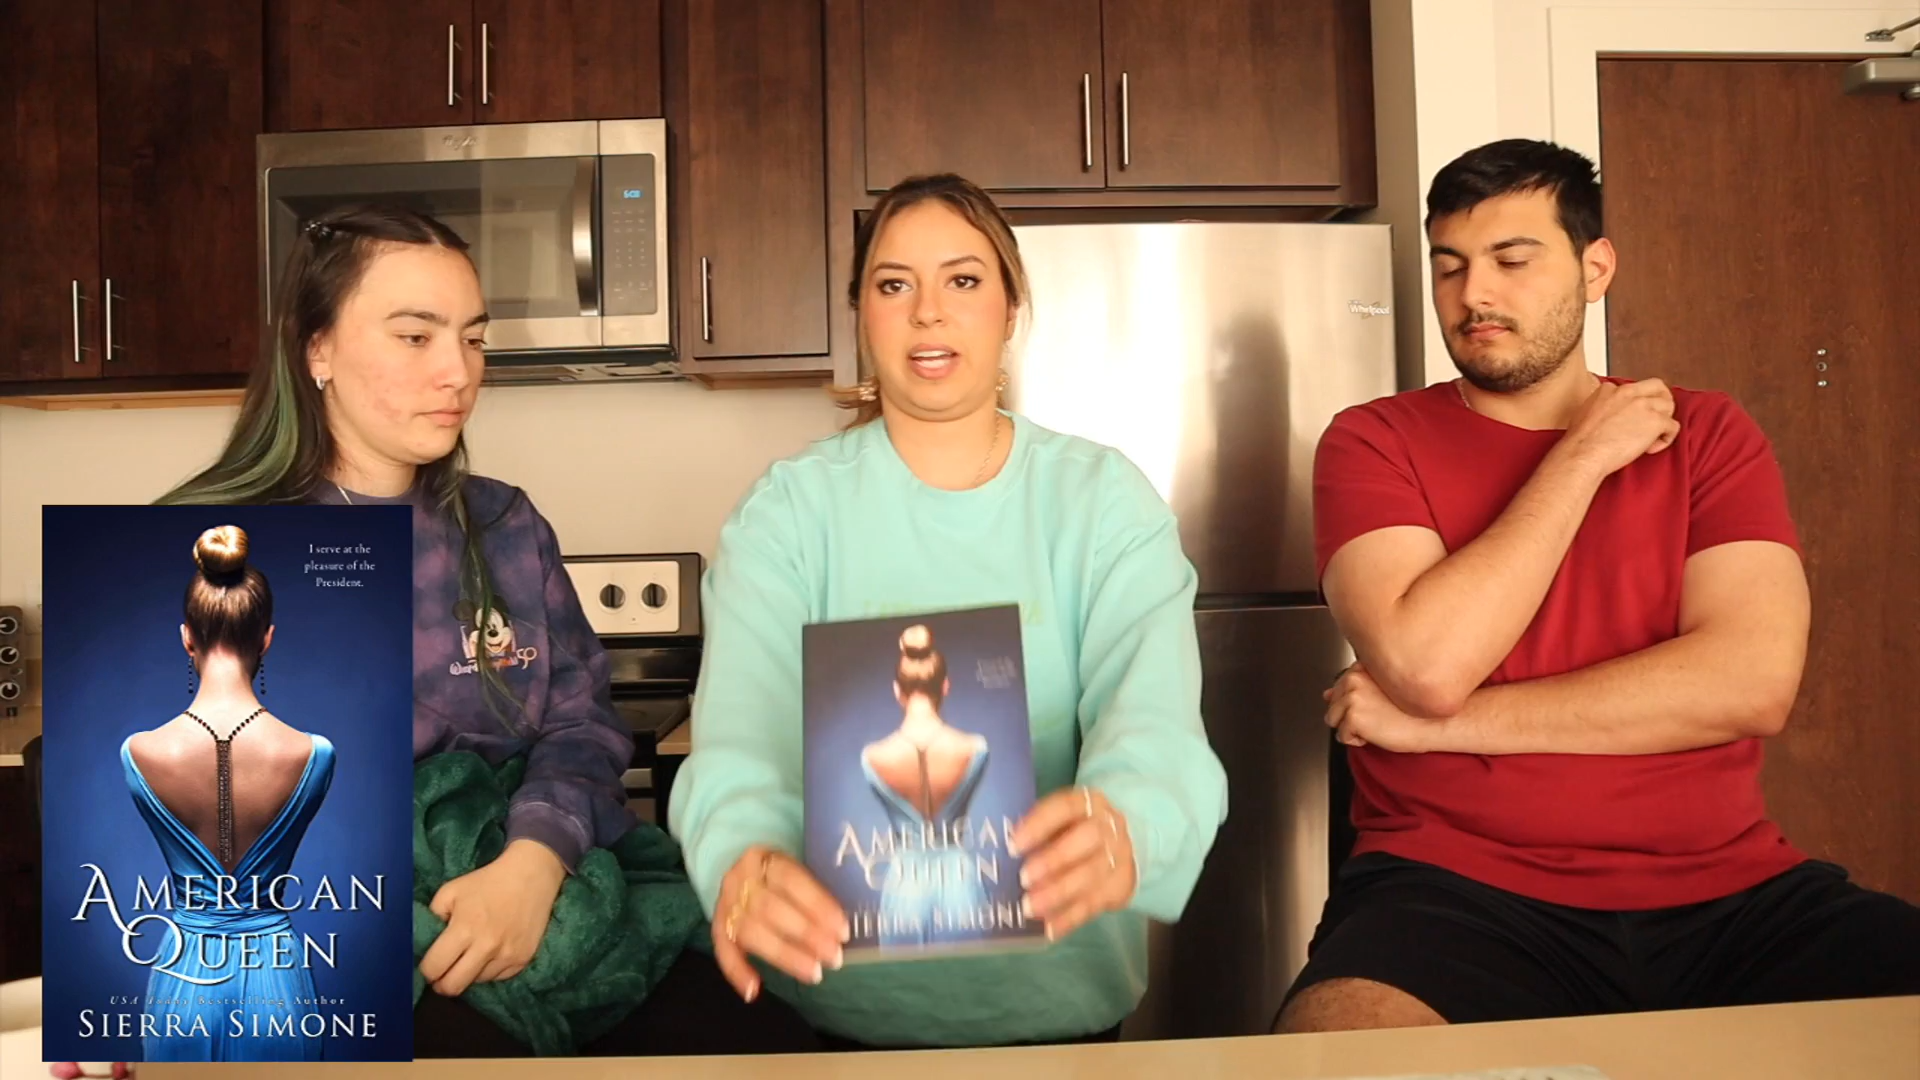 Whirlpool
I serve at the
pleasure of the
President.
AMERICAN
QUEEN
USA Today Bestselling Author
SIERRA SIMONE
AMERICAN
QUEEN
SIERRA SIMONE